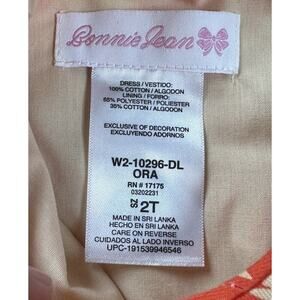 Bonnie Jean
DRESS / VESTIDO:
100% COTTON / ALGODON
LINING / FORRO:
65% POLYESTER / POLIESTER
35% COTTON / ALGODON
EXCLUSIVE OF DECORATION
EXCLUYENDO ADORNOS
W2-10296-DL
ORA
RN # 17175
03202231
SZ 2T
MADE IN SRI LANKA
HECHO EN SRI LANKA
CARE ON REVERSE
CUIDADOS AL LADO INVERSO
UPC-191539946546